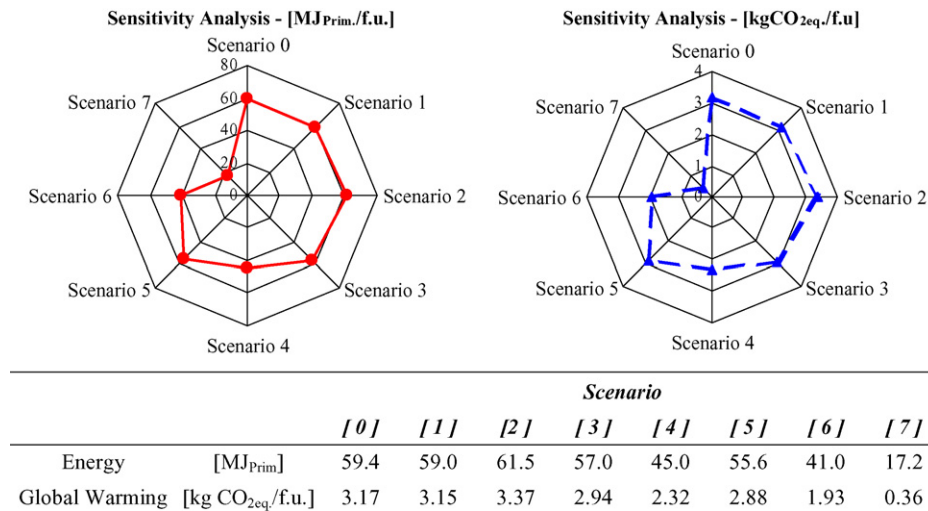 Sensitivity Analysis - [MJPrim./f.u.]
Scenario 0
80
60
40
20
0
Scenario 1
Scenario 2
Scenario 3
Scenario 4
Scenario 5
Scenario 6
Scenario 7
Sensitivity Analysis - [kgCO2eq./f.u]
Scenario 0
4
3
2
1
0
Scenario 1
Scenario 2
Scenario 3
Scenario 4
Scenario 5
Scenario 6
Scenario 7
Scenario
[ 0 ] [ 1 ] [2] [ 3 ] [ 4 ] [ 5 ] [ 6 ] [ 7 ]
Energy [MJPrim] 59.4 59.0 61.5 57.0 45.0 55.6 41.0 17.2
Global Warming [kg CO2eq./f.u.] 3.17 3.15 3.37 2.94 2.32 2.88 1.93 0.36